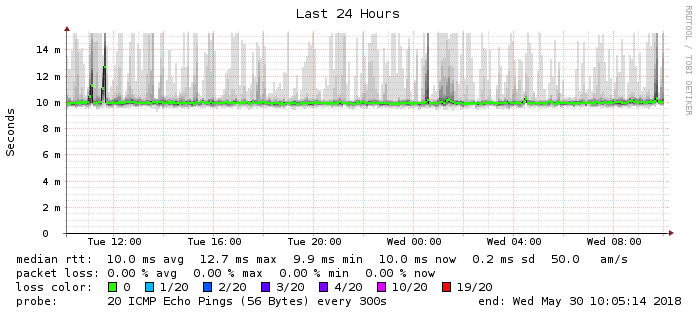 Last 24 Hours
RRDTOOL / TOBI OETIKER
Seconds
14 m
12 m
10 m
8 m
6 m
4 m
2 m
0
Tue 12:00 Tue 16:00 Tue 20:00 Wed 00:00 Wed 04:00 Wed 08:00
median rtt: 10.0 ms avg 12.7 ms max 9.9 ms min 10.0 ms now 0.2 ms sd 50.0 am/s
packet loss: 0.00 % avg 0.00 % max 0.00 % min 0.00 % now
loss color: 0 1/20 2/20 3/20 4/20 10/20 19/20
probe: 20 ICMP Echo Pings (56 Bytes) every 300s end: Wed May 30 10:05:14 2018